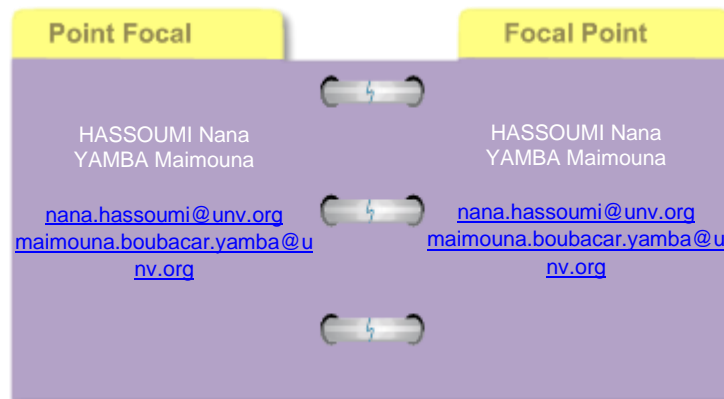 Point Focal
HASSOUMI Nana
YAMBA Maimouna
nana.hassoumi@unv.org
maimouna.boubacar.yamba@u
nv.org
Focal Point
HASSOUMI Nana
YAMBA Maimouna
nana.hassoumi@unv.org
maimouna.boubacar.yamba@u
nv.org